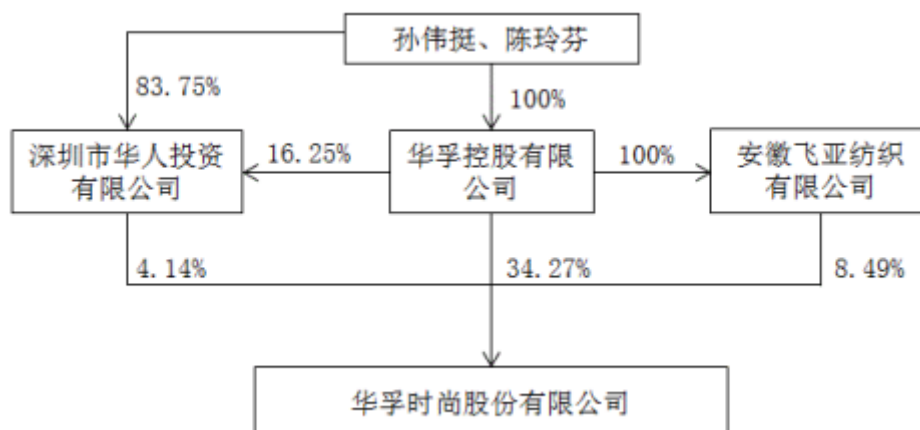 孙伟挺、陈玲芬
83.75%
100%
深圳市华人投资
有限公司
16.25%
华孚控股有限
公司
100%
安徽飞亚纺织
有限公司
4.14%
34.27%
8.49%
华孚时尚股份有限公司